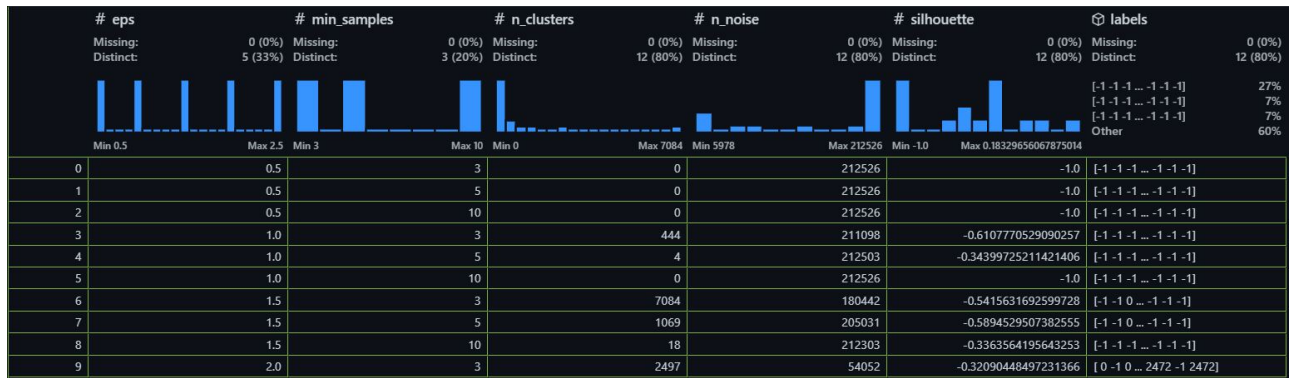 # eps # min_samples # n_clusters # n_noise # silhouette labels
Missing: 0 (0%) Missing: 0 (0%) Missing: 0 (0%) Missing: 0 (0%) Missing: 0 (0%) Missing: 0 (0%)
Distinct: 5 (33%) Distinct: 3 (20%) Distinct: 12 (80%) Distinct: 12 (80%) Distinct: 12 (80%) Distinct: 12 (80%)
[-1 -1 -1 ... -1 -1 -1] 27%
[-1 -1 -1 ... -1 -1 -1] 7%
[-1 -1 -1 ... -1 -1 -1] 7%
Other 60%
Min 0.5 Max 2.5 Min 3 Max 10 Min 0 Max 7084 Min 5978 Max 212526 Min -1.0 Max 0.18329656067875014
0 0.5 3 0 212526 -1.0 [-1 -1 -1 ... -1 -1 -1]
1 0.5 5 0 212526 -1.0 [-1 -1 -1 ... -1 -1 -1]
2 0.5 10 0 212526 -1.0 [-1 -1 -1 ... -1 -1 -1]
3 1.0 3 444 211098 -0.6107770529090257 [-1 -1 -1 ... -1 -1 -1]
4 1.0 5 4 212503 -0.34399725211421406 [-1 -1 -1 ... -1 -1 -1]
5 1.0 10 0 212526 -1.0 [-1 -1 -1 ... -1 -1 -1]
6 1.5 3 7084 180442 -0.5415631692599728 [-1 -1 0 ... -1 -1 -1]
7 1.5 5 1069 205031 -0.5894529507382555 [-1 -1 0 ... -1 -1 -1]
8 1.5 10 18 212303 -0.3363564195643253 [-1 -1 -1 ... -1 -1 -1]
9 2.0 3 2497 54052 -0.32090448497231366 [ 0 -1 0 ... 2472 -1 2472]